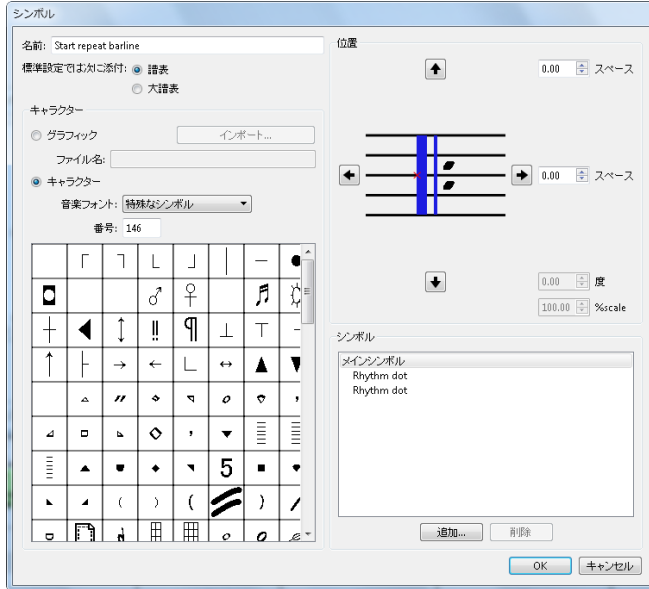 シンボル
名前: Start repeat barline
標準設定では次に添付: 譜表
大譜表
キャラクター
グラフィック
インポート...
ファイル名:
キャラクター
音楽フォント: 特殊なシンボル
番号: 146
5
位置
0.00 スペース
0.00 スペース
0.00 度
100.00 %scale
シンボル
メインシンボル
Rhythm dot
Rhythm dot
追加...
削除
OK
キャンセル